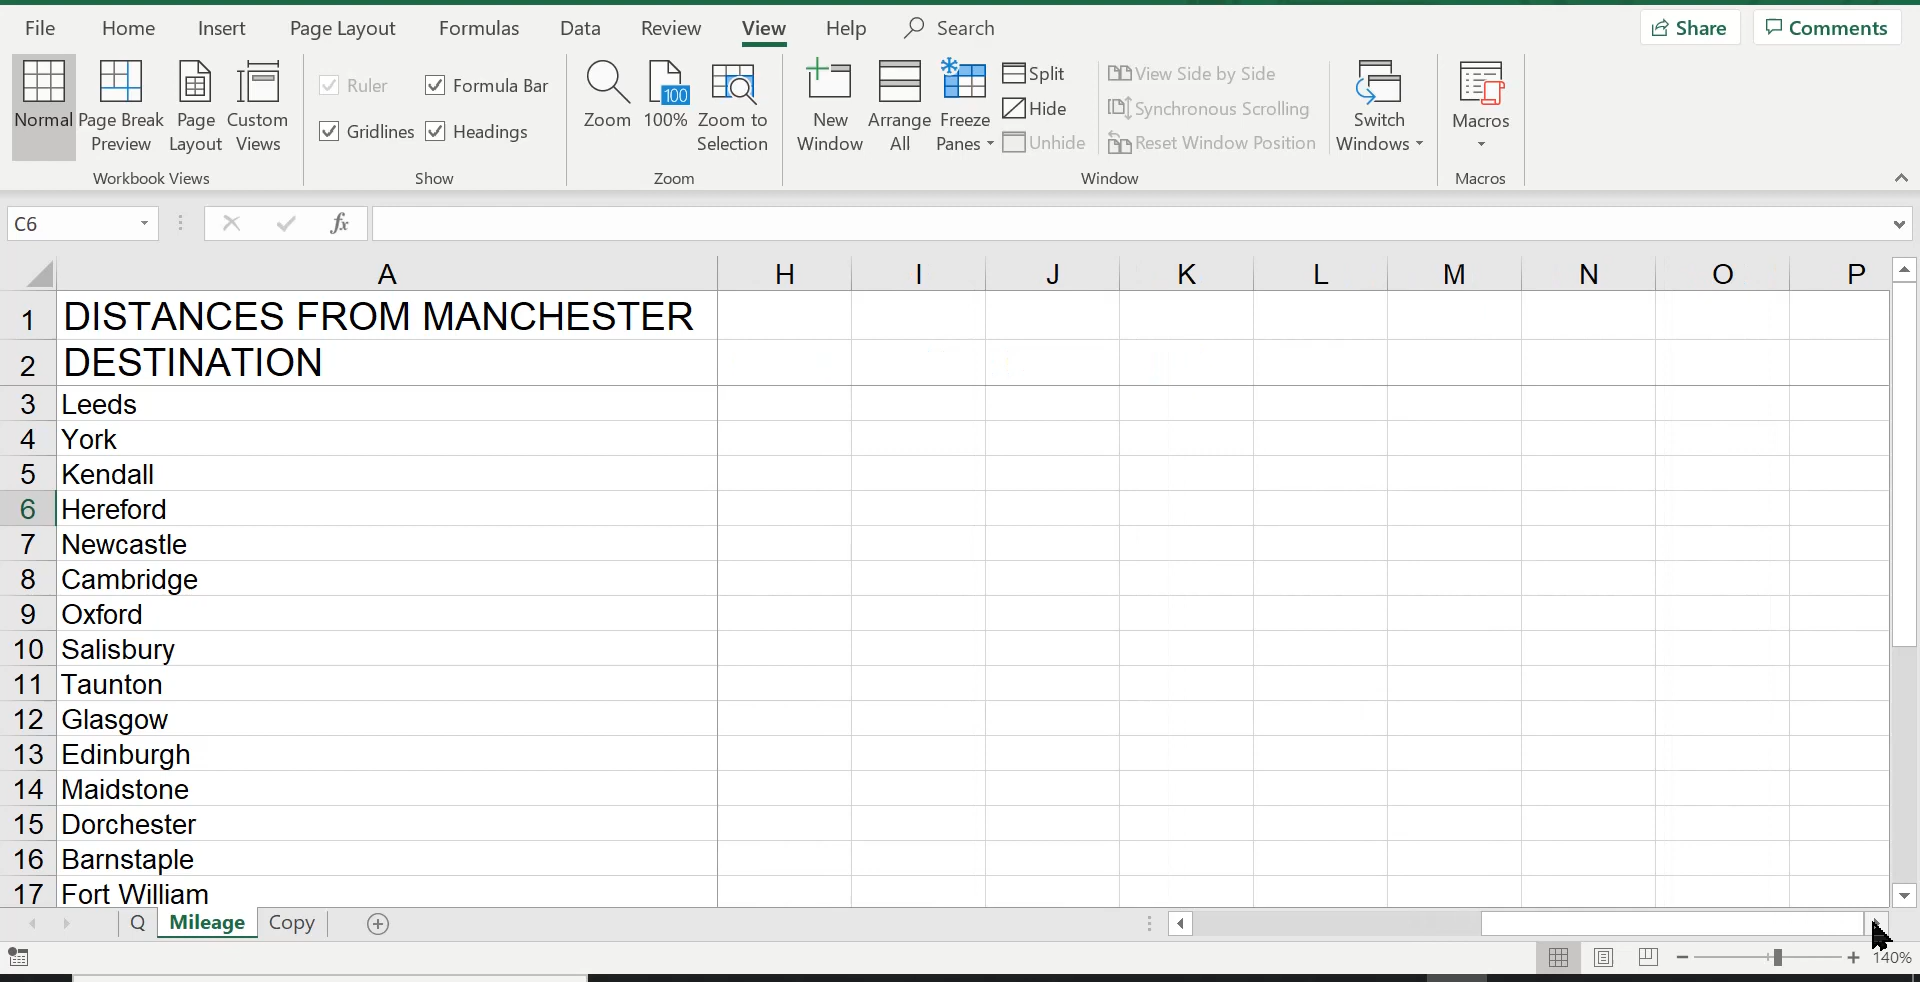 File Home Insert Page Layout Formulas Data Review View Help Search Share Comments
Normal Page Break Preview Page Layout Custom Views
Workbook Views
Ruler Formula Bar
Gridlines Headings
Show
Zoom 100 100% Zoom to Selection
Zoom
New Window Arrange All Freeze Panes
Split
Hide
Unhide
View Side by Side
Synchronous Scrolling
Reset Window Position
Switch Windows
Window
Macros
Macros
C6 fx
A H I J K L M N O P
1 DISTANCES FROM MANCHESTER
2 DESTINATION
3 Leeds
4 York
5 Kendall
6 Hereford
7 Newcastle
8 Cambridge
9 Oxford
10 Salisbury
11 Taunton
12 Glasgow
13 Edinburgh
14 Maidstone
15 Dorchester
16 Barnstaple
17 Fort William
Q Mileage Copy
140%